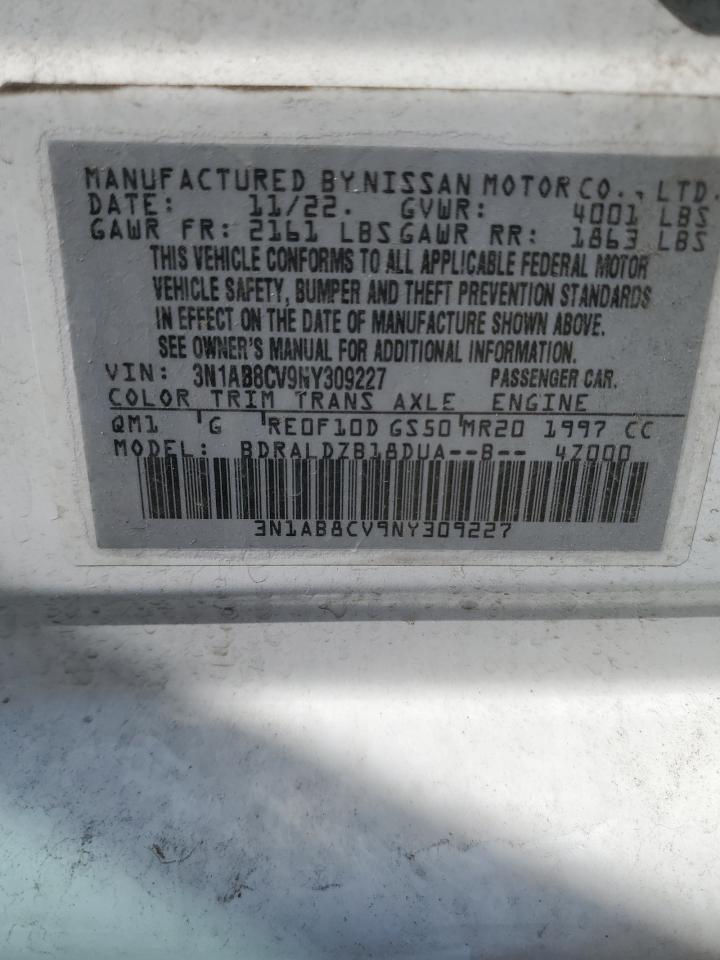 MANUFACTURED BY NISSAN MOTOR CO., LTD.
DATE: 11/22. GVWR: 4001 LBS
GAWR FR: 2161 LBS GAWR RR: 1863 LBS
THIS VEHICLE CONFORMS TO ALL APPLICABLE FEDERAL MOTOR
VEHICLE SAFETY, BUMPER AND THEFT PREVENTION STANDARDS
IN EFFECT ON THE DATE OF MANUFACTURE SHOWN ABOVE.
SEE OWNER'S MANUAL FOR ADDITIONAL INFORMATION.
VIN: 3N1AB8CV9NY309227 PASSENGER CAR.
COLOR TRIM TRANS AXLE ENGINE
QM1 G RE0F10D GS50 MR20 1997 CC
MODEL: BDRALDZB18DUA--B-- 4Z000
3N1AB8CV9NY309227